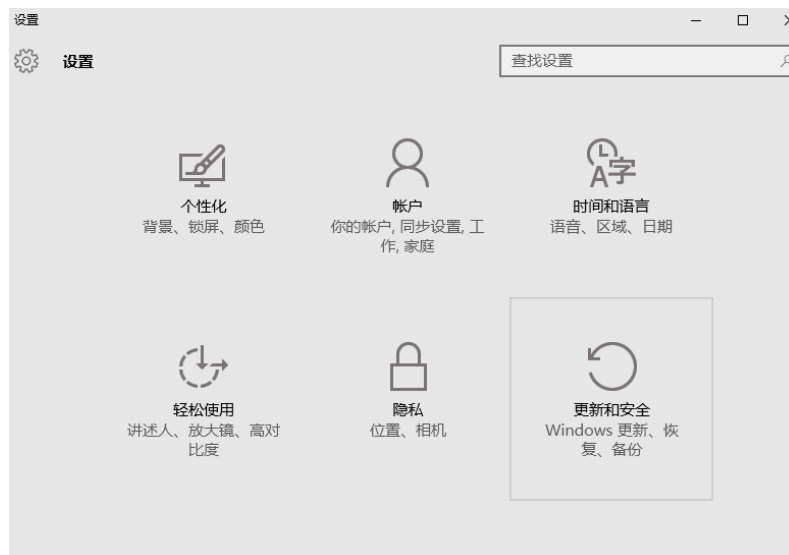 设置
设置
查找设置
个性化
背景、锁屏、颜色
帐户
你的帐户, 同步设置, 工
作, 家庭
时间和语言
语音、区域、日期
轻松使用
讲述人、放大镜、高对
比度
隐私
位置、相机
更新和安全
Windows 更新、恢
复、备份